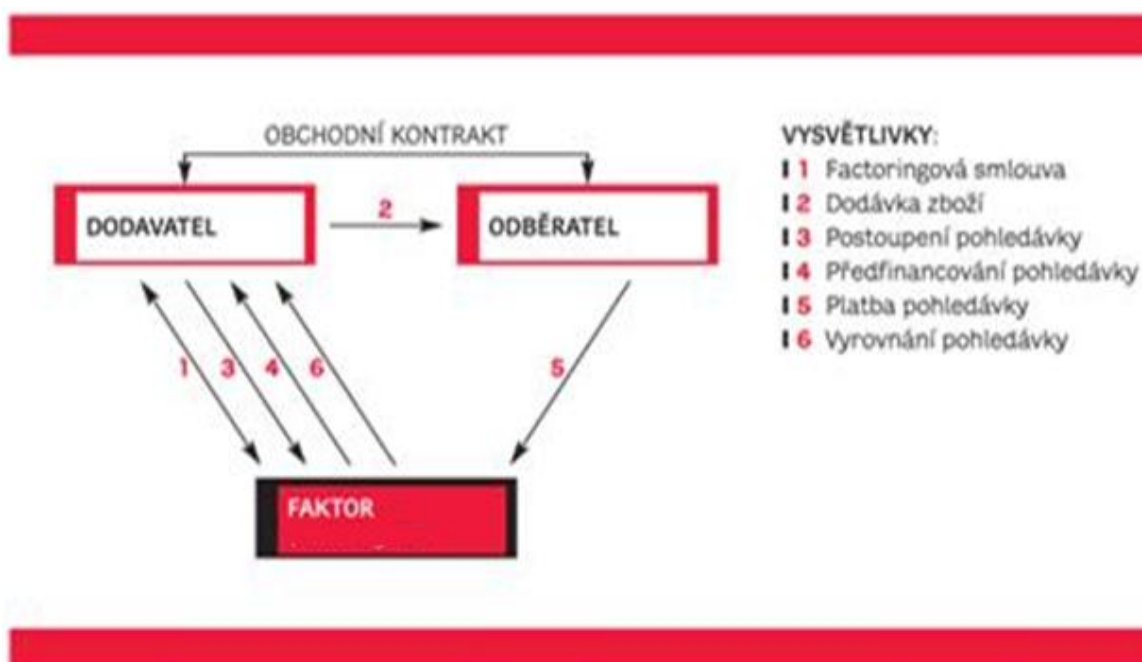 OBCHODNÍ KONTRAKT
DODAVATEL
2
ODBĚRATEL
1
3
4
6
5
FAKTOR
VYSVĚTLIVKY:
1 Factoringová smlouva
2 Dodávka zboží
3 Postoupení pohledávky
4 Předfinancování pohledávky
5 Platba pohledávky
6 Vyrovnání pohledávky